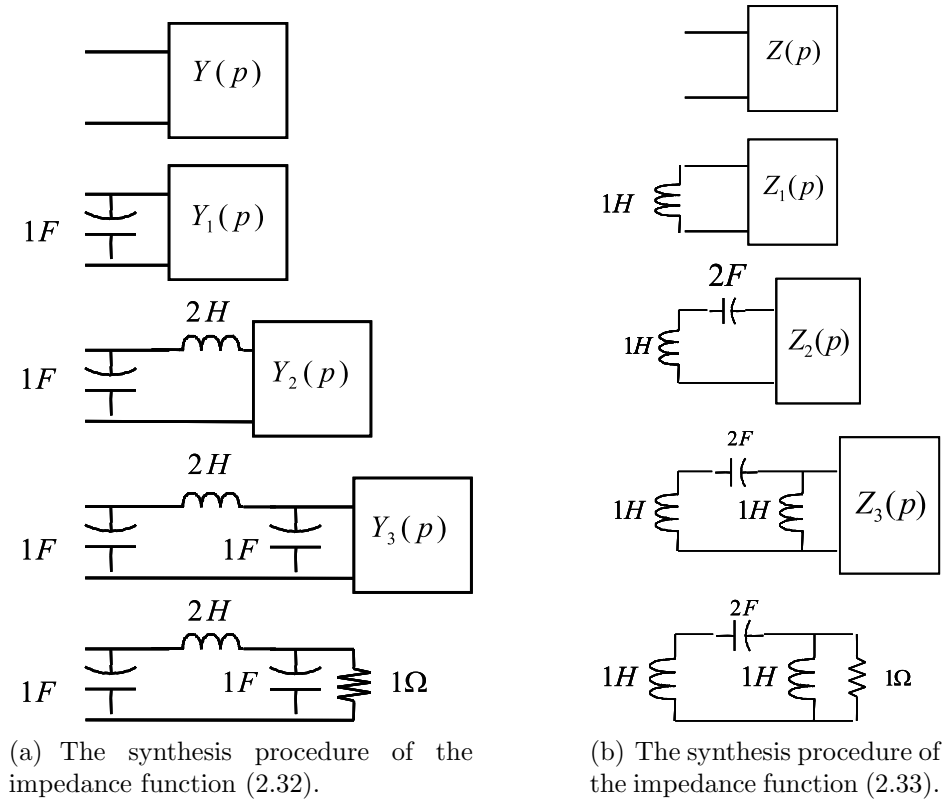 Y(p)
1F
Y₁(p)
2H
1F
Y₂(p)
2H
1F
1F
Y₃(p)
2H
1F
1F
1Ω
(a) The synthesis procedure of the
impedance function (2.32).
Z(p)
1H
Z₁(p)
2F
1H
Z₂(p)
2F
1H
1H
Z₃(p)
2F
1H
1H
1Ω
(b) The synthesis procedure of
the impedance function (2.33).